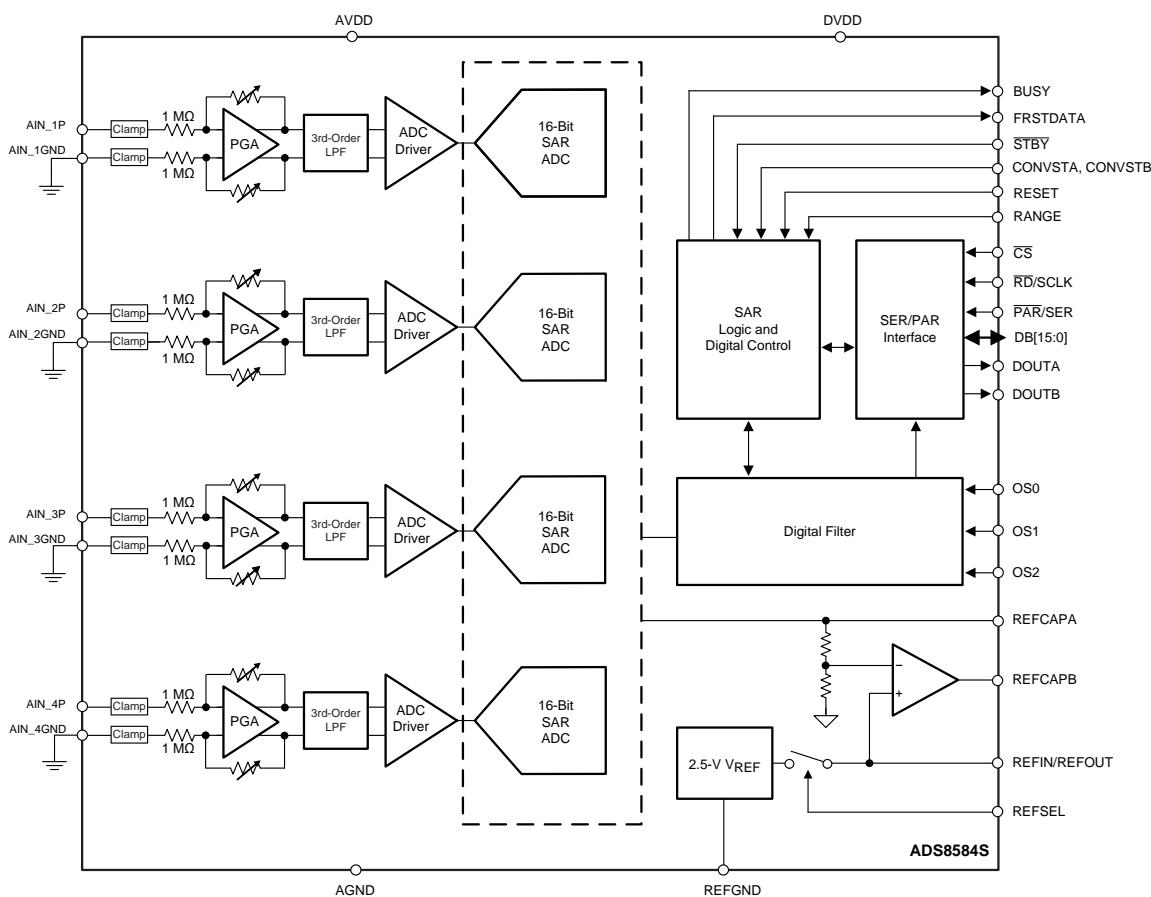 AVDD
DVDD
AIN_1P
Clamp
1 MΩ
PGA
3rd-Order
LPF
ADC
Driver
16-Bit
SAR
ADC
AIN_1GND
Clamp
1 MΩ
AIN_2P
Clamp
1 MΩ
PGA
3rd-Order
LPF
ADC
Driver
16-Bit
SAR
ADC
AIN_2GND
Clamp
1 MΩ
AIN_3P
Clamp
1 MΩ
PGA
3rd-Order
LPF
ADC
Driver
16-Bit
SAR
ADC
AIN_3GND
Clamp
1 MΩ
AIN_4P
Clamp
1 MΩ
PGA
3rd-Order
LPF
ADC
Driver
16-Bit
SAR
ADC
AIN_4GND
Clamp
1 MΩ
BUSY
FRSTDATA
STBY
CONVSTA, CONVSTB
RESET
RANGE
SAR
Logic and
Digital Control
SER/PAR
Interface
CS
RD/SCLK
PAR/SER
DB[15:0]
DOUTA
DOUTB
Digital Filter
OS0
OS1
OS2
REFCAPA
−
+
REFCAPB
2.5-V VREF
REFIN/REFOUT
REFSEL
ADS8584S
AGND
REFGND